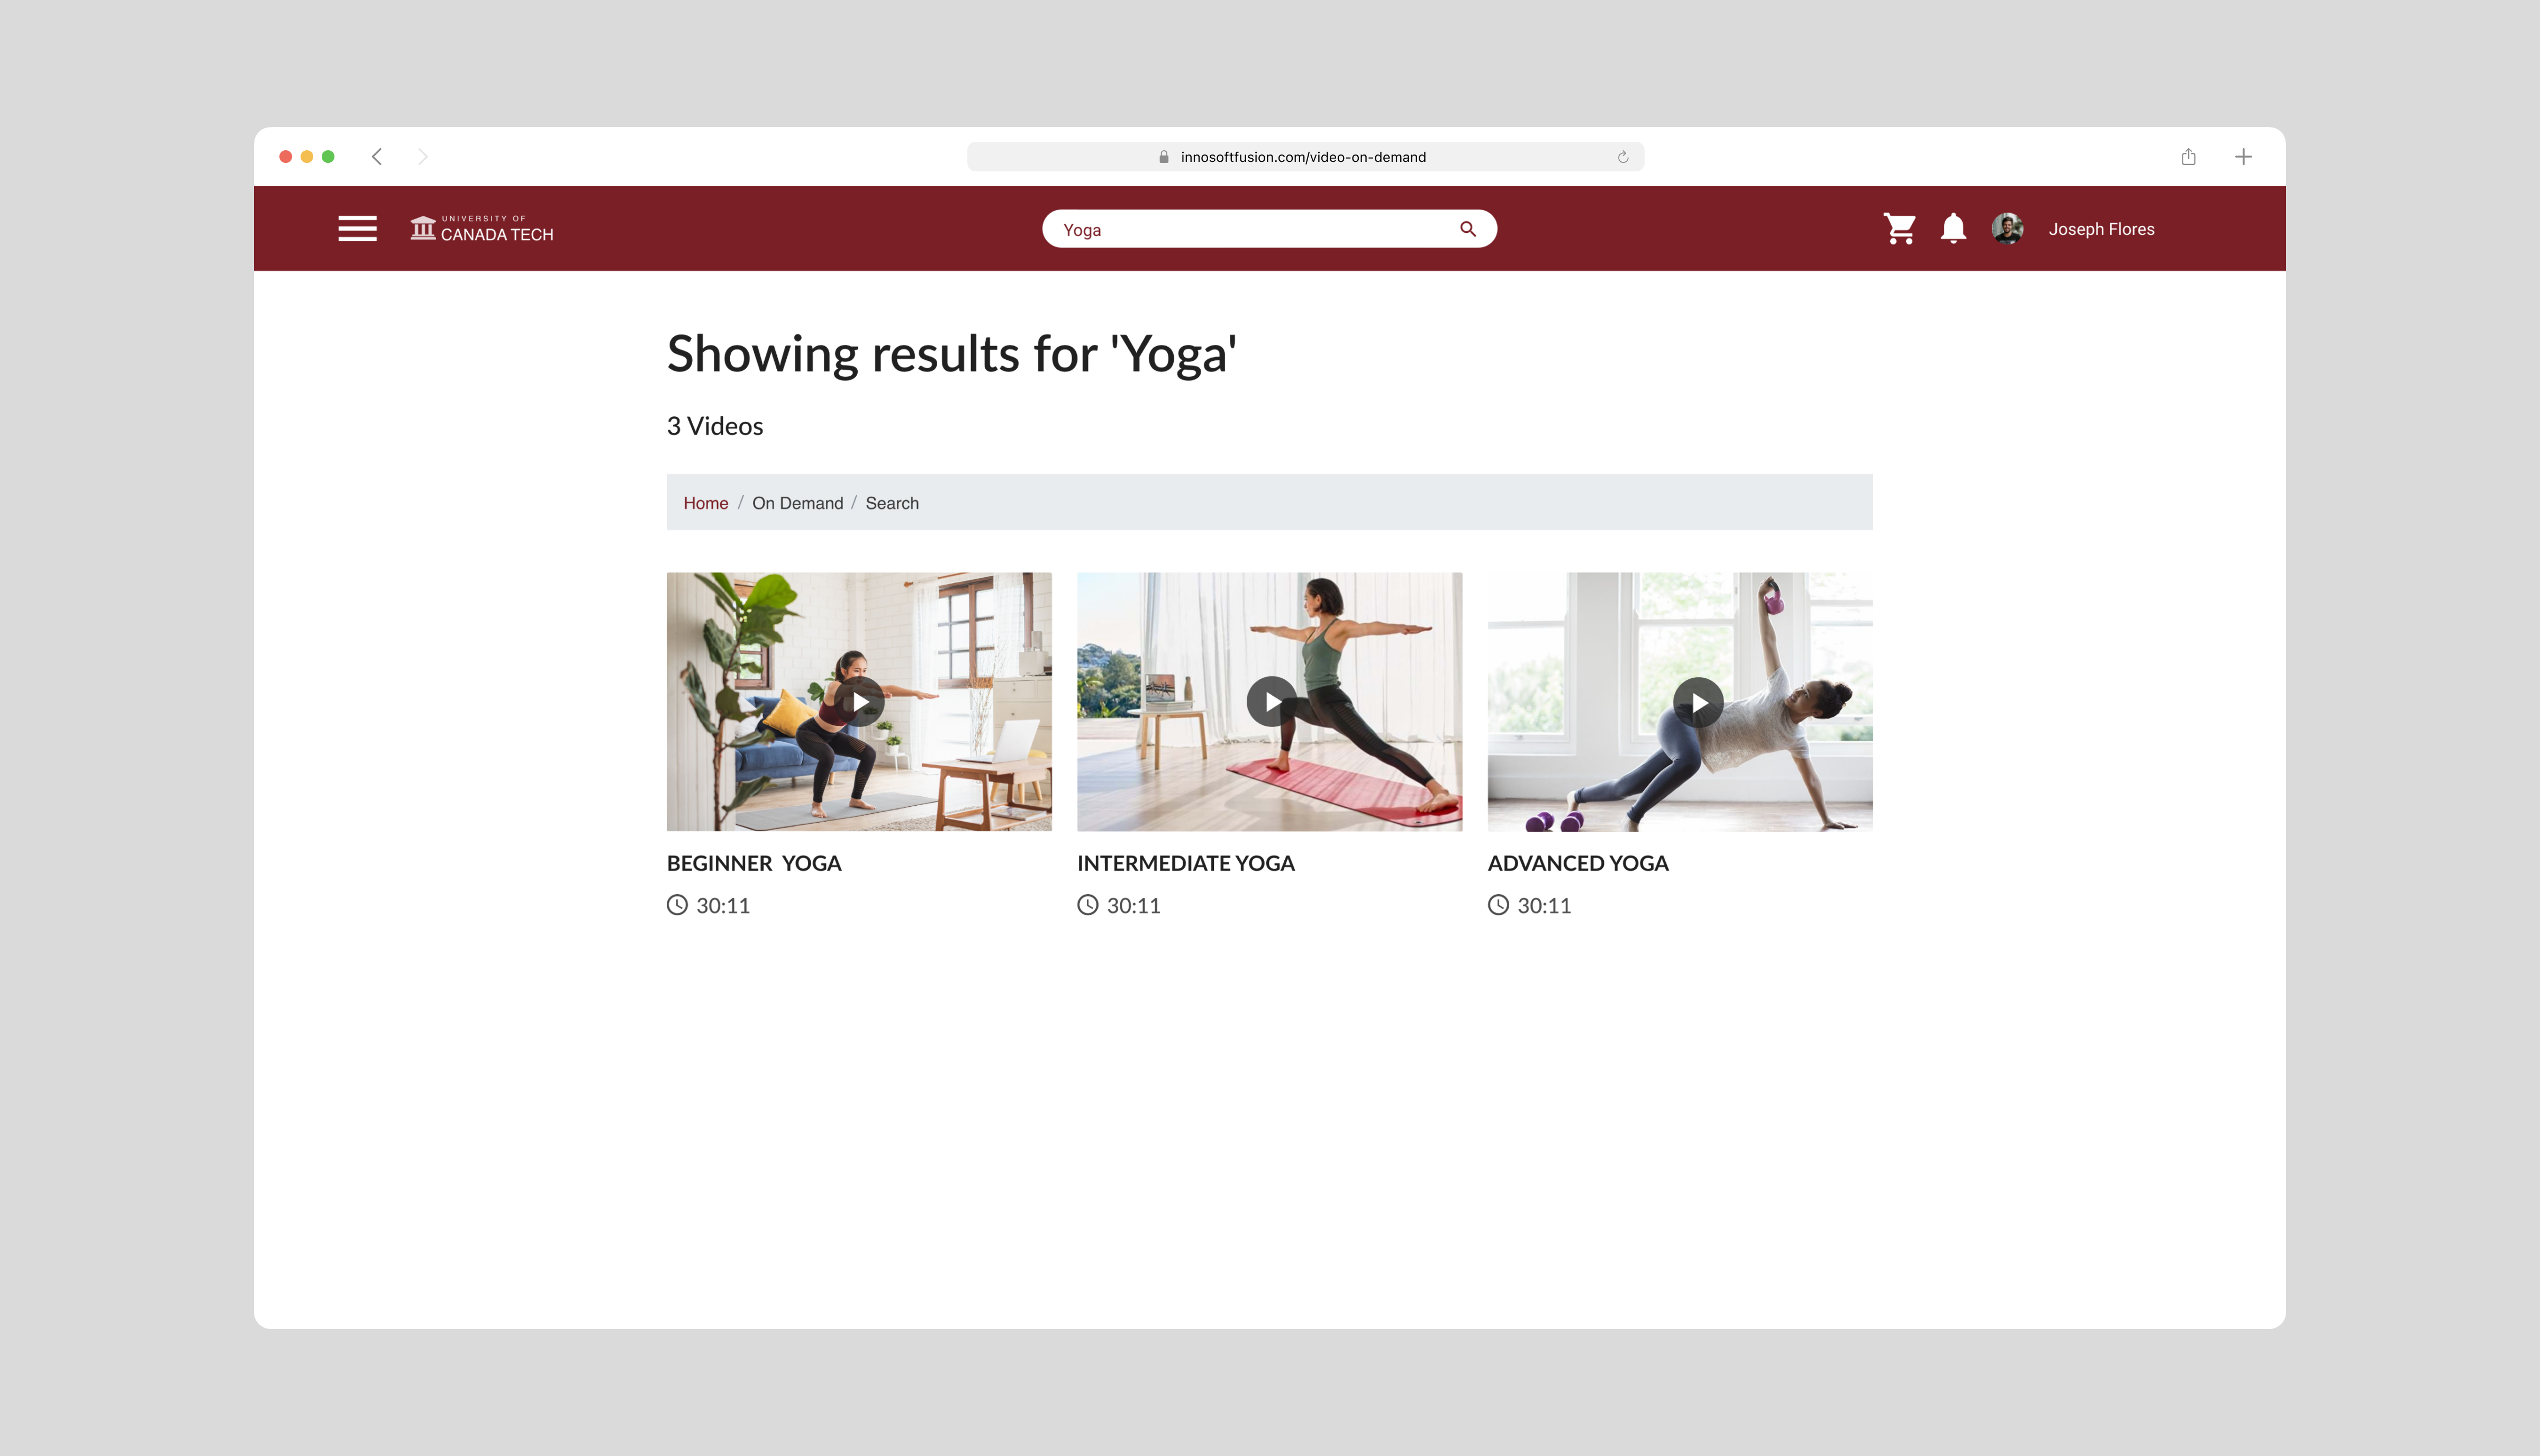 innosoftfusion.com/video-on-demand
UNIVERSITY OF
CANADA TECH
Yoga
Joseph Flores
Showing results for 'Yoga'
3 Videos
Home / On Demand / Search
BEGINNER  YOGA
30:11
INTERMEDIATE YOGA
30:11
ADVANCED YOGA
30:11